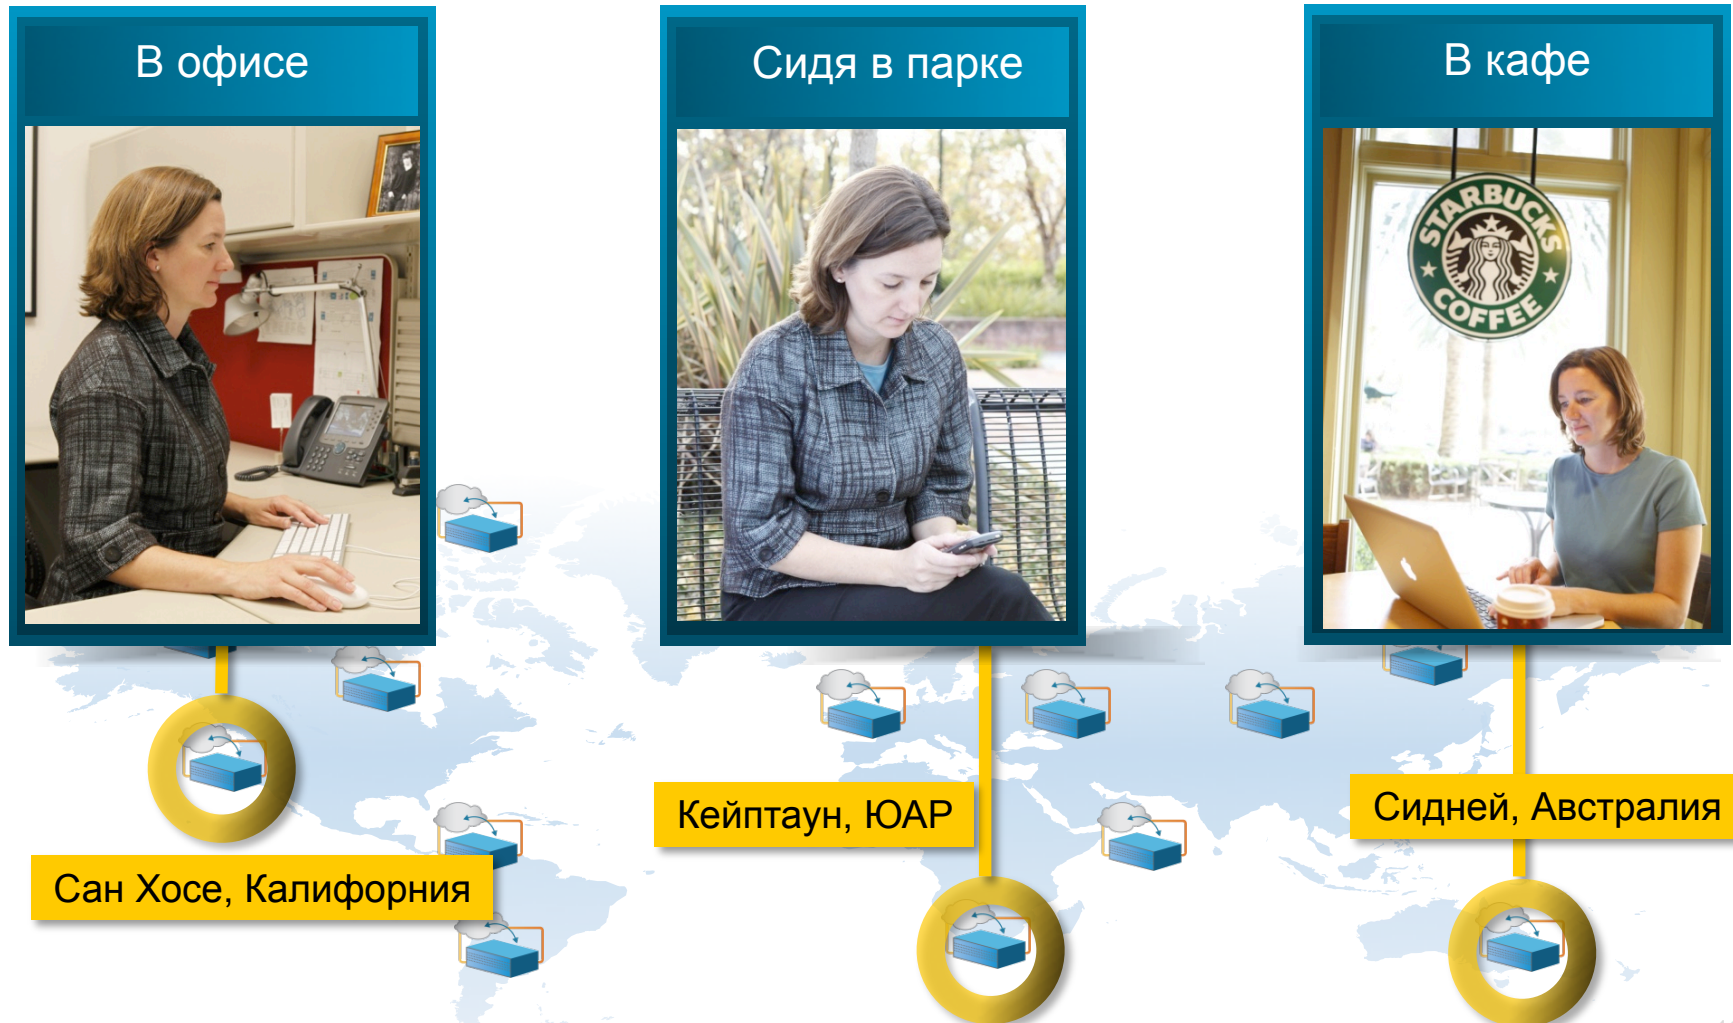 В офисе
Сидя в парке
В кафе
STARBUCKS
COFFEE
Кейптаун, ЮАР
Сидней, Австралия
Сан Хосе, Калифорния